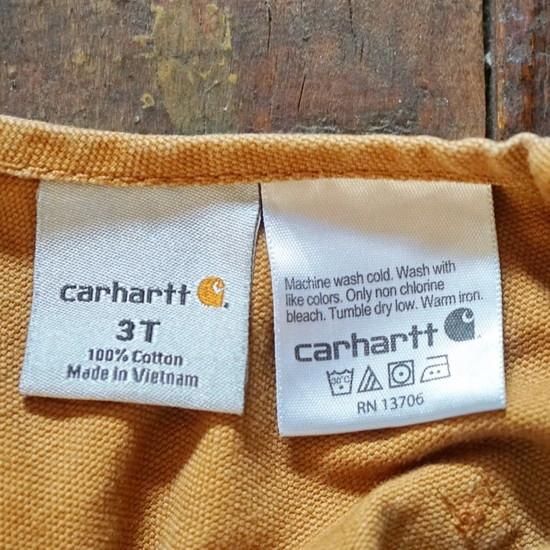 carhartt
3T
100% Cotton
Made in Vietnam
Machine wash cold. Wash with
like colors. Only non chlorine
bleach. Tumble dry low. Warm iron.
carhartt
30°C
RN 13706